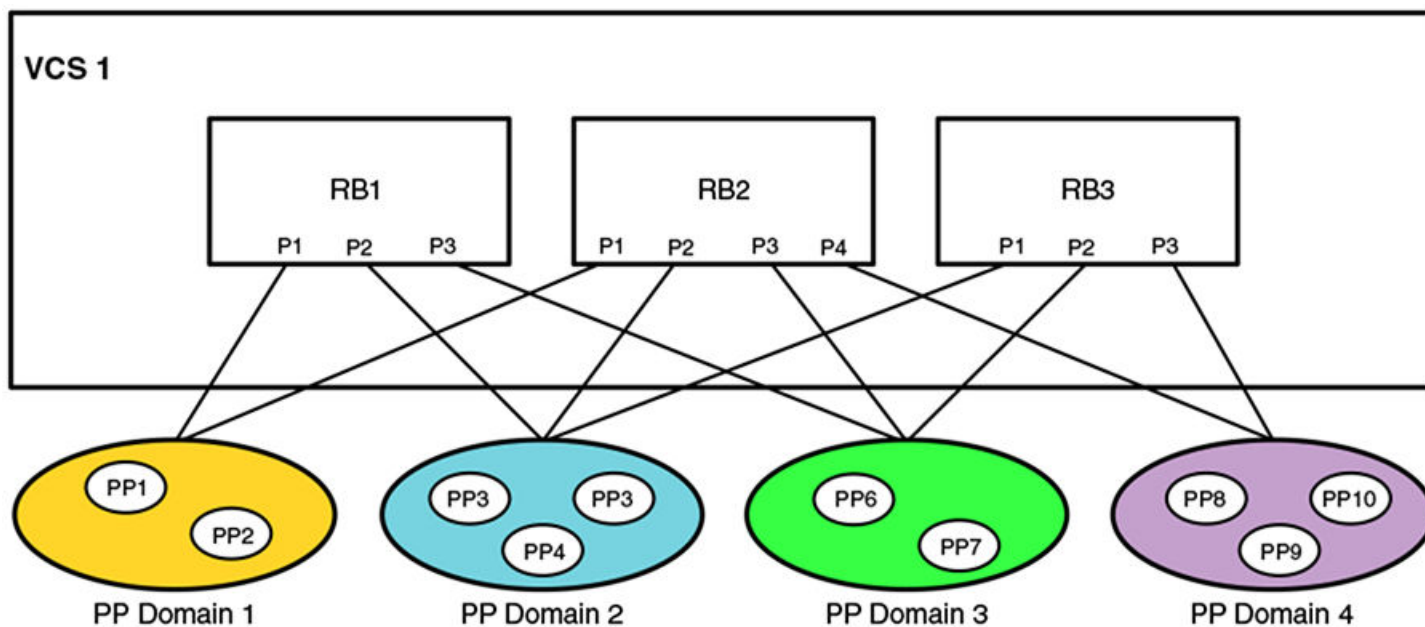 VCS 1
RB1
RB2
RB3
P1 P2 P3
P1 P2 P3 P4
P1 P2 P3
PP1
PP2
PP3
PP3
PP4
PP6
PP7
PP8
PP10
PP9
PP Domain 1
PP Domain 2
PP Domain 3
PP Domain 4